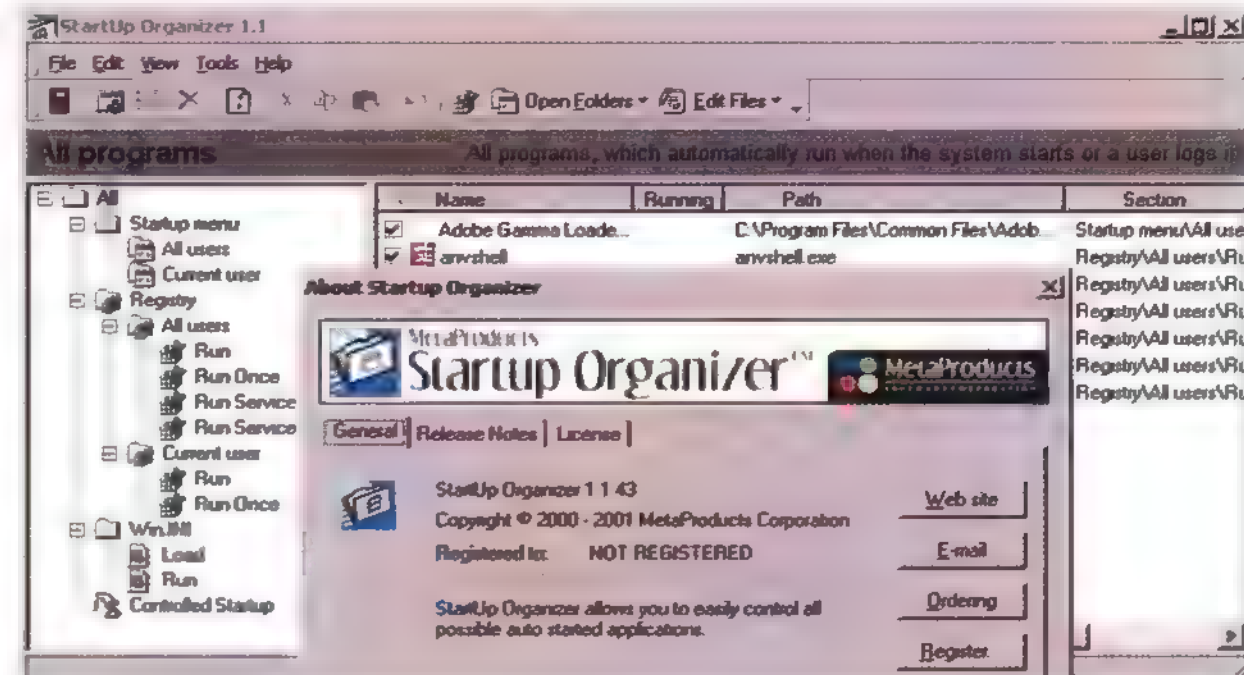 StartUp Organizer 1.1
File Edit View Tools Help
Open Folders Edit Files
All programs
All programs, which automatically run when the system starts or a user logs i
All
Startup menu
All users
Current user
Registry
All users
Run
Run Once
Run Service
Run Service
Current user
Run
Run Once
Win.INI
Load
Run
Controlled Startup
Name Running Path Section
Adobe Gamma Loade... C:\Program Files\Common Files\Adob... Startup menu\All use
anvshell anvshell.exe Registry\All users\Ru
Registry\All users\Ru
Registry\All users\Ru
Registry\All users\Ru
Registry\All users\Ru
Registry\All users\Ru
About Startup Organizer
MetaProducts
Startup Organizer™
MetaProducts
General Release Notes License
StartUp Organizer 1.1.43
Copyright © 2000 - 2001 MetaProducts Corporation
Registered to: NOT REGISTERED
StartUp Organizer allows you to easily control all
possible auto started applications.
Web site
E-mail
Ordering
Register